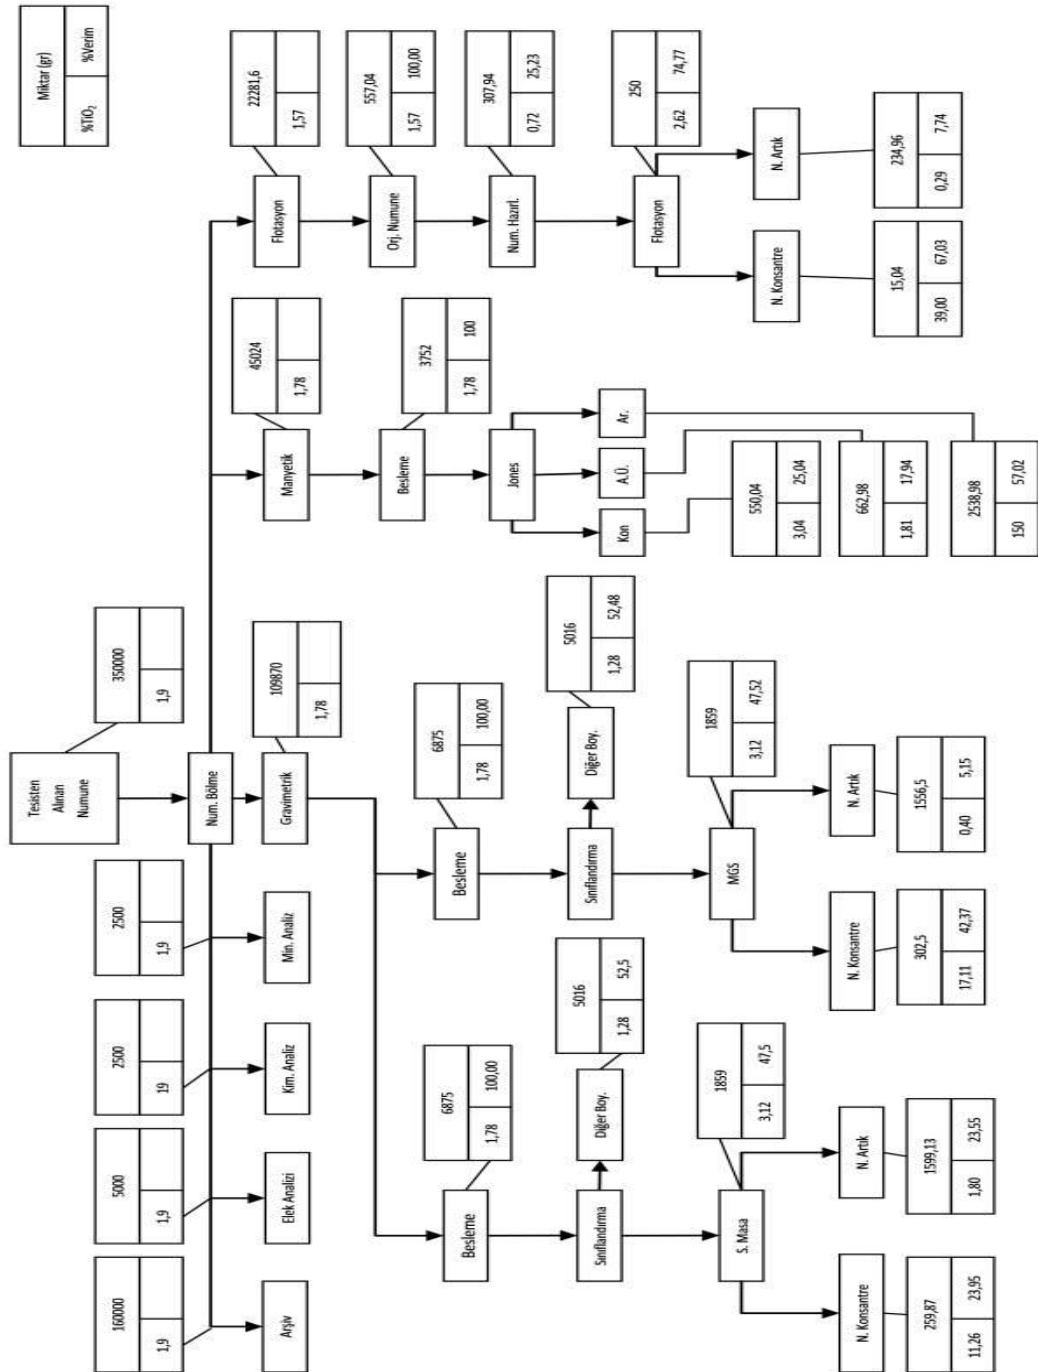 Miktar (gr)
%TiO₂ %Verim
Tesisten
Alınan
Numune
350000
1,9
Num. Bölme
160000
1,9
Arşiv
5000
1,9
Elek Analizi
2500
19
Kim. Analiz
2500
1,9
Min. Analiz
Gravimetrik
109870
1,78
Manyetik
45024
1,78
Flotasyon
22281,6
1,57
Besleme
6875
1,78 100,00
Sınıflandırma
Diğer Boy.
5016
1,28 52,5
S. Masa
1859
3,12 47,5
N. Konsantre
259,87
11,26 23,95
N. Artık
1599,13
1,80 23,55
Besleme
6875
1,78 100,00
Sınıflandırma
Diğer Boy.
5016
1,28 52,48
MGS
1859
3,12 47,52
N. Konsantre
302,5
17,11 42,37
N. Artık
1556,5
0,40 5,15
Besleme
3752
1,78 100
Jones
Kon
A.Ü.
Ar.
550,04
3,04 25,04
662,98
1,81 17,94
2538,98
150 57,02
Orj. Numune
557,04
1,57 100,00
Num. Hazırl.
307,94
0,72 25,23
Flotasyon
250
2,62 74,77
N. Konsantre
15,04
39,00 67,03
N. Artık
234,96
0,29 7,74